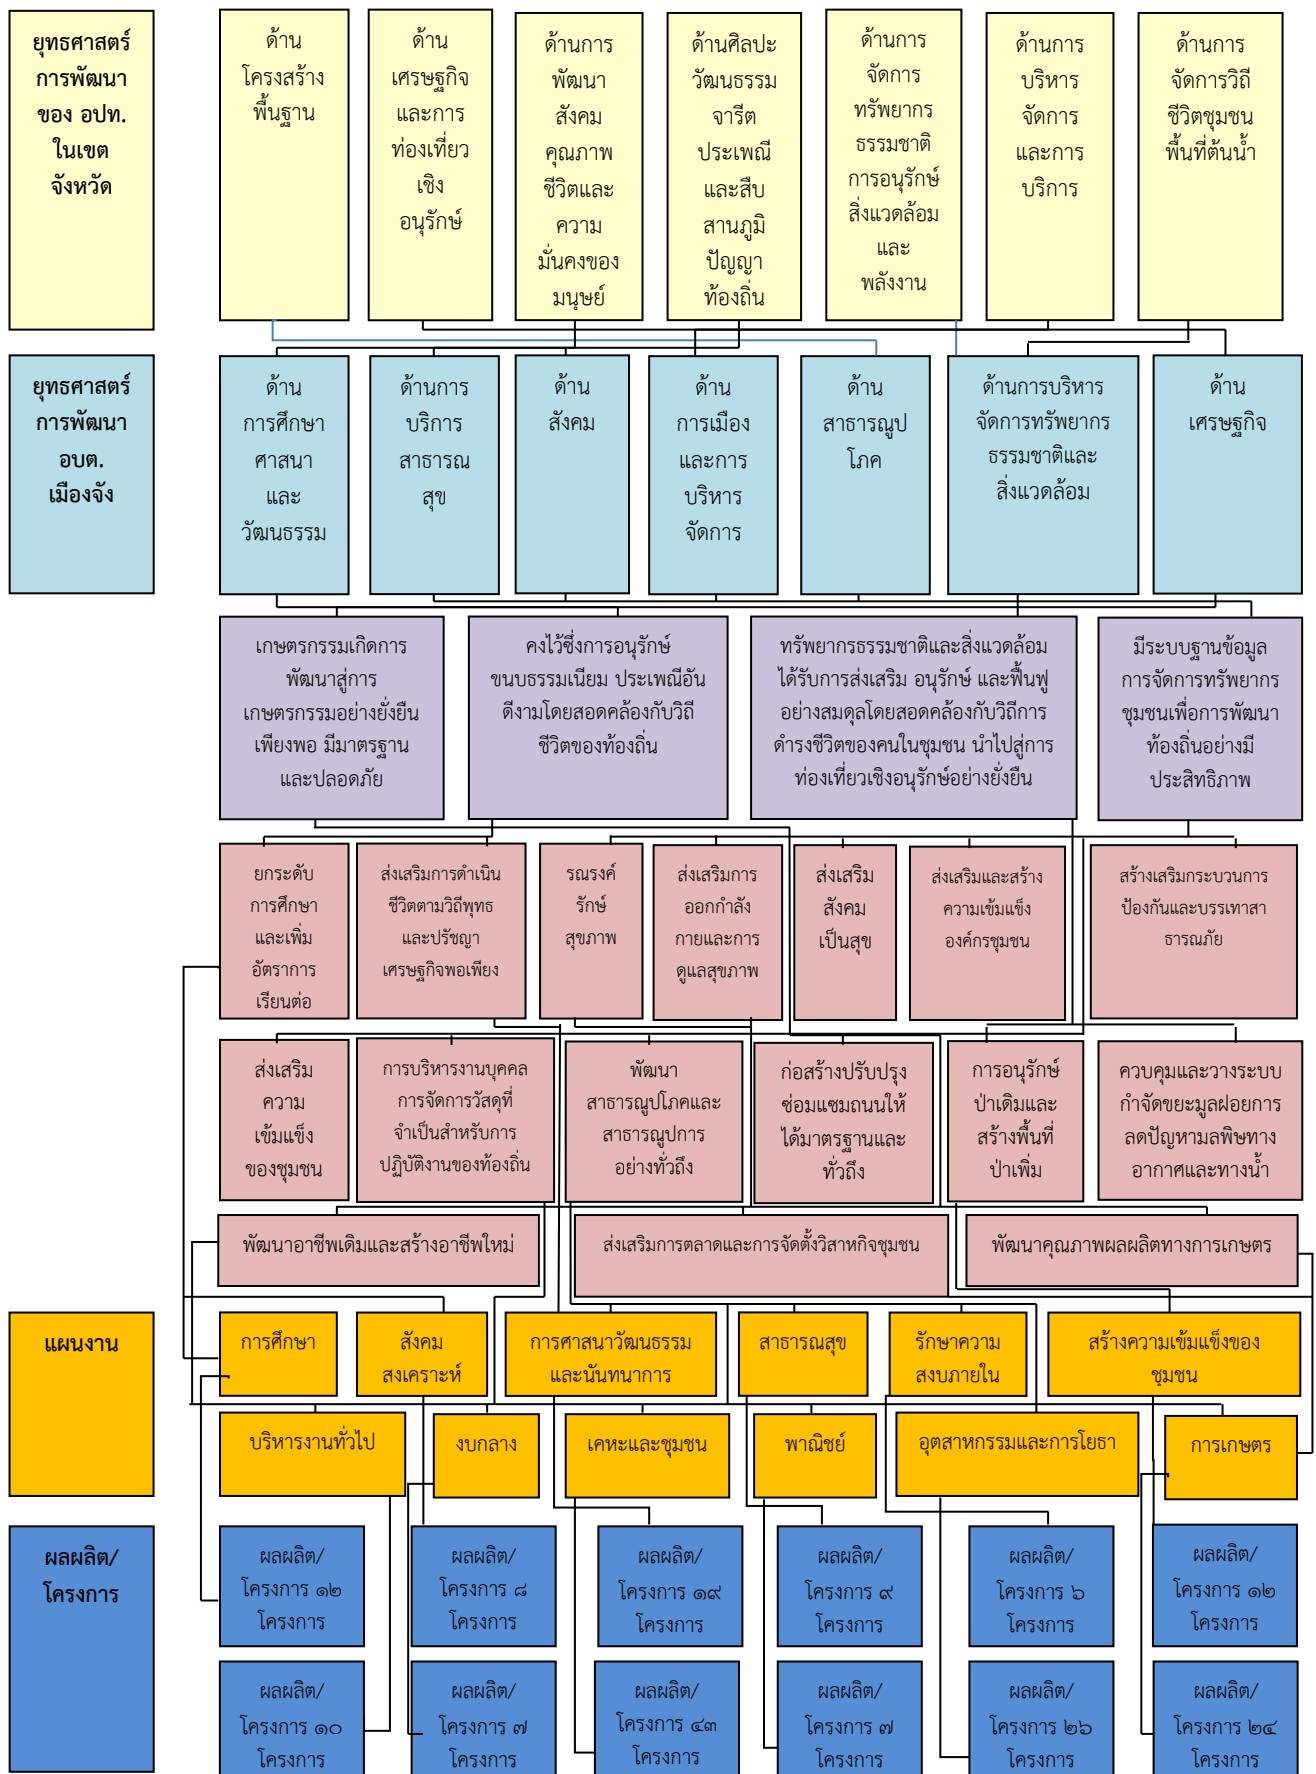 ยุทธศาสตร์
การพัฒนา
ของ อปท.
ในเขต
จังหวัด
ด้าน
โครงสร้าง
พื้นฐาน
ด้าน
เศรษฐกิจ
และการ
ท่องเที่ยว
เชิง
อนุรักษ์
ด้านการ
พัฒนา
สังคม
คุณภาพ
ชีวิตและ
ความ
มั่นคงของ
มนุษย์
ด้านศิลปะ
วัฒนธรรม
จารีต
ประเพณี
และสืบ
สานภูมิ
ปัญญา
ท้องถิ่น
ด้านการ
จัดการ
ทรัพยากร
ธรรมชาติ
การอนุรักษ์
สิ่งแวดล้อม
และ
พลังงาน
ด้านการ
บริหาร
จัดการ
และการ
บริการ
ด้านการ
จัดการวิถี
ชีวิตชุมชน
พื้นที่ต้นน้ำ
ยุทธศาสตร์
การพัฒนา
อบต.
เมืองจัง
ด้าน
การศึกษา
ศาสนา
และ
วัฒนธรรม
ด้านการ
บริการ
สาธารณ
สุข
ด้าน
สังคม
ด้าน
การเมือง
และการ
บริหาร
จัดการ
ด้าน
สาธารณูป
โภค
ด้านการบริหาร
จัดการทรัพยากร
ธรรมชาติและ
สิ่งแวดล้อม
ด้าน
เศรษฐกิจ
เกษตรกรรมเกิดการ
พัฒนาสู่การ
เกษตรกรรมอย่างยั่งยืน
เพียงพอ มีมาตรฐาน
และปลอดภัย
คงไว้ซึ่งการอนุรักษ์
ขนบธรรมเนียม ประเพณีอัน
ดีงามโดยสอดคล้องกับวิถี
ชีวิตของท้องถิ่น
ทรัพยากรธรรมชาติและสิ่งแวดล้อม
ได้รับการส่งเสริม อนุรักษ์ และฟื้นฟู
อย่างสมดุลโดยสอดคล้องกับวิถีการ
ดำรงชีวิตของคนในชุมชน นำไปสู่การ
ท่องเที่ยวเชิงอนุรักษ์อย่างยั่งยืน
มีระบบฐานข้อมูล
การจัดการทรัพยากร
ชุมชนเพื่อการพัฒนา
ท้องถิ่นอย่างมี
ประสิทธิภาพ
ยกระดับ
การศึกษา
และเพิ่ม
อัตราการ
เรียนต่อ
ส่งเสริมการดำเนิน
ชีวิตตามวิถีพุทธ
และปรัชญา
เศรษฐกิจพอเพียง
รณรงค์
รักษ์
สุขภาพ
ส่งเสริมการ
ออกกำลัง
กายและการ
ดูแลสุขภาพ
ส่งเสริม
สังคม
เป็นสุข
ส่งเสริมและสร้าง
ความเข้มแข็ง
องค์กรชุมชน
สร้างเสริมกระบวนการ
ป้องกันและบรรเทาสา
ธารณภัย
ส่งเสริม
ความ
เข้มแข็ง
ของชุมชน
การบริหารงานบุคคล
การจัดการวัสดุที่
จำเป็นสำหรับการ
ปฏิบัติงานของท้องถิ่น
พัฒนา
สาธารณูปโภคและ
สาธารณูปการ
อย่างทั่วถึง
ก่อสร้างปรับปรุง
ซ่อมแซมถนนให้
ได้มาตรฐานและ
ทั่วถึง
การอนุรักษ์
ป่าเดิมและ
สร้างพื้นที่
ป่าเพิ่ม
ควบคุมและวางระบบ
กำจัดขยะมูลฝอยการ
ลดปัญหามลพิษทาง
อากาศและทางน้ำ
พัฒนาอาชีพเดิมและสร้างอาชีพใหม่
ส่งเสริมการตลาดและการจัดตั้งวิสาหกิจชุมชน
พัฒนาคุณภาพผลผลิตทางการเกษตร
แผนงาน
การศึกษา
สังคม
สงเคราะห์
การศาสนาวัฒนธรรม
และนันทนาการ
สาธารณสุข
รักษาความ
สงบภายใน
สร้างความเข้มแข็งของ
ชุมชน
บริหารงานทั่วไป
งบกลาง
เคหะและชุมชน
พาณิชย์
อุตสาหกรรมและการโยธา
การเกษตร
ผลผลิต/
โครงการ
ผลผลิต/
โครงการ ๑๒
โครงการ
ผลผลิต/
โครงการ ๘
โครงการ
ผลผลิต/
โครงการ ๑๙
โครงการ
ผลผลิต/
โครงการ ๙
โครงการ
ผลผลิต/
โครงการ ๖
โครงการ
ผลผลิต/
โครงการ ๑๒
โครงการ
ผลผลิต/
โครงการ ๑๐
โครงการ
ผลผลิต/
โครงการ ๗
โครงการ
ผลผลิต/
โครงการ ๔๓
โครงการ
ผลผลิต/
โครงการ ๗
โครงการ
ผลผลิต/
โครงการ ๒๖
โครงการ
ผลผลิต/
โครงการ ๒๔
โครงการ